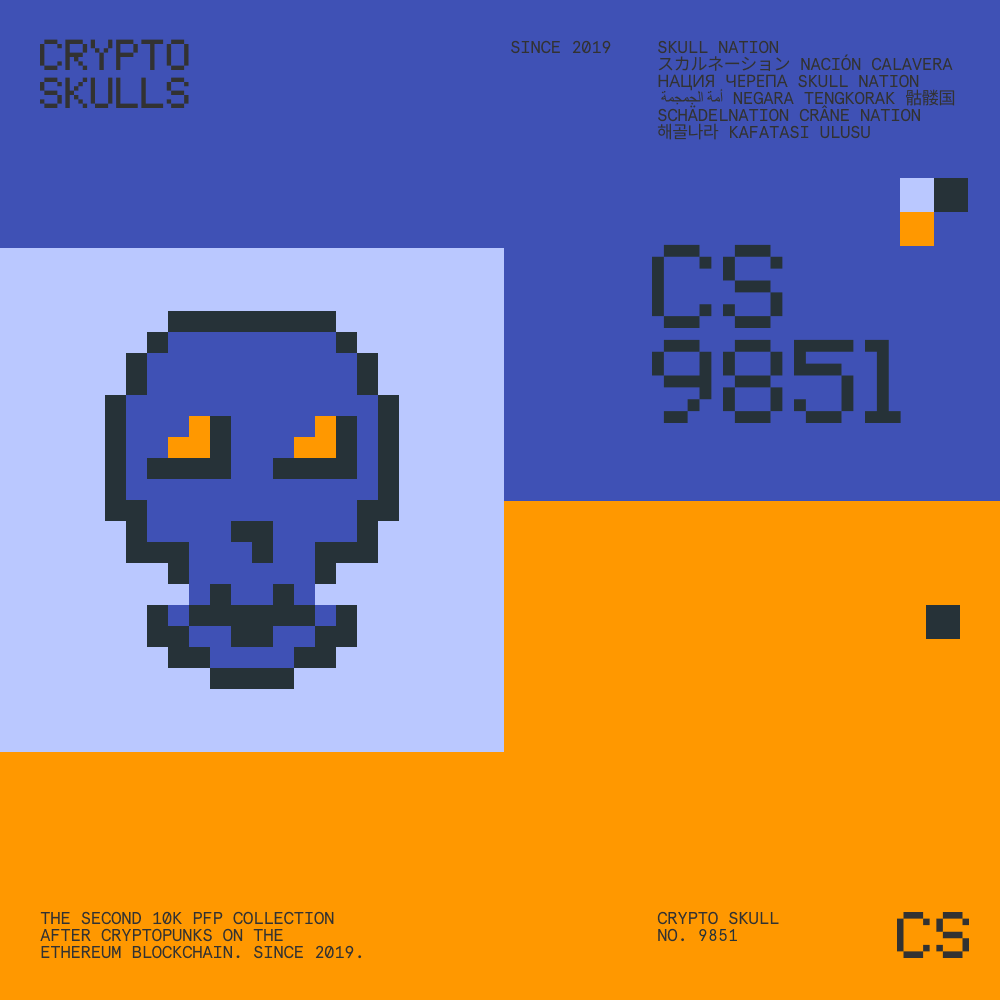 CRYPTO
SKULLS
SINCE 2019
SKULL NATION
スカルネーション NACIÓN CALAVERA
НАЦИЯ ЧЕРЕПА SKULL NATION
أمة الجمجمة NEGARA TENGKORAK 骷髅国
SCHÄDELNATION CRÂNE NATION
해골나라 KAFATASI ULUSU
CS
9851
THE SECOND 10K PFP COLLECTION
AFTER CRYPTOPUNKS ON THE
ETHEREUM BLOCKCHAIN. SINCE 2019.
CRYPTO SKULL
NO. 9851
CS